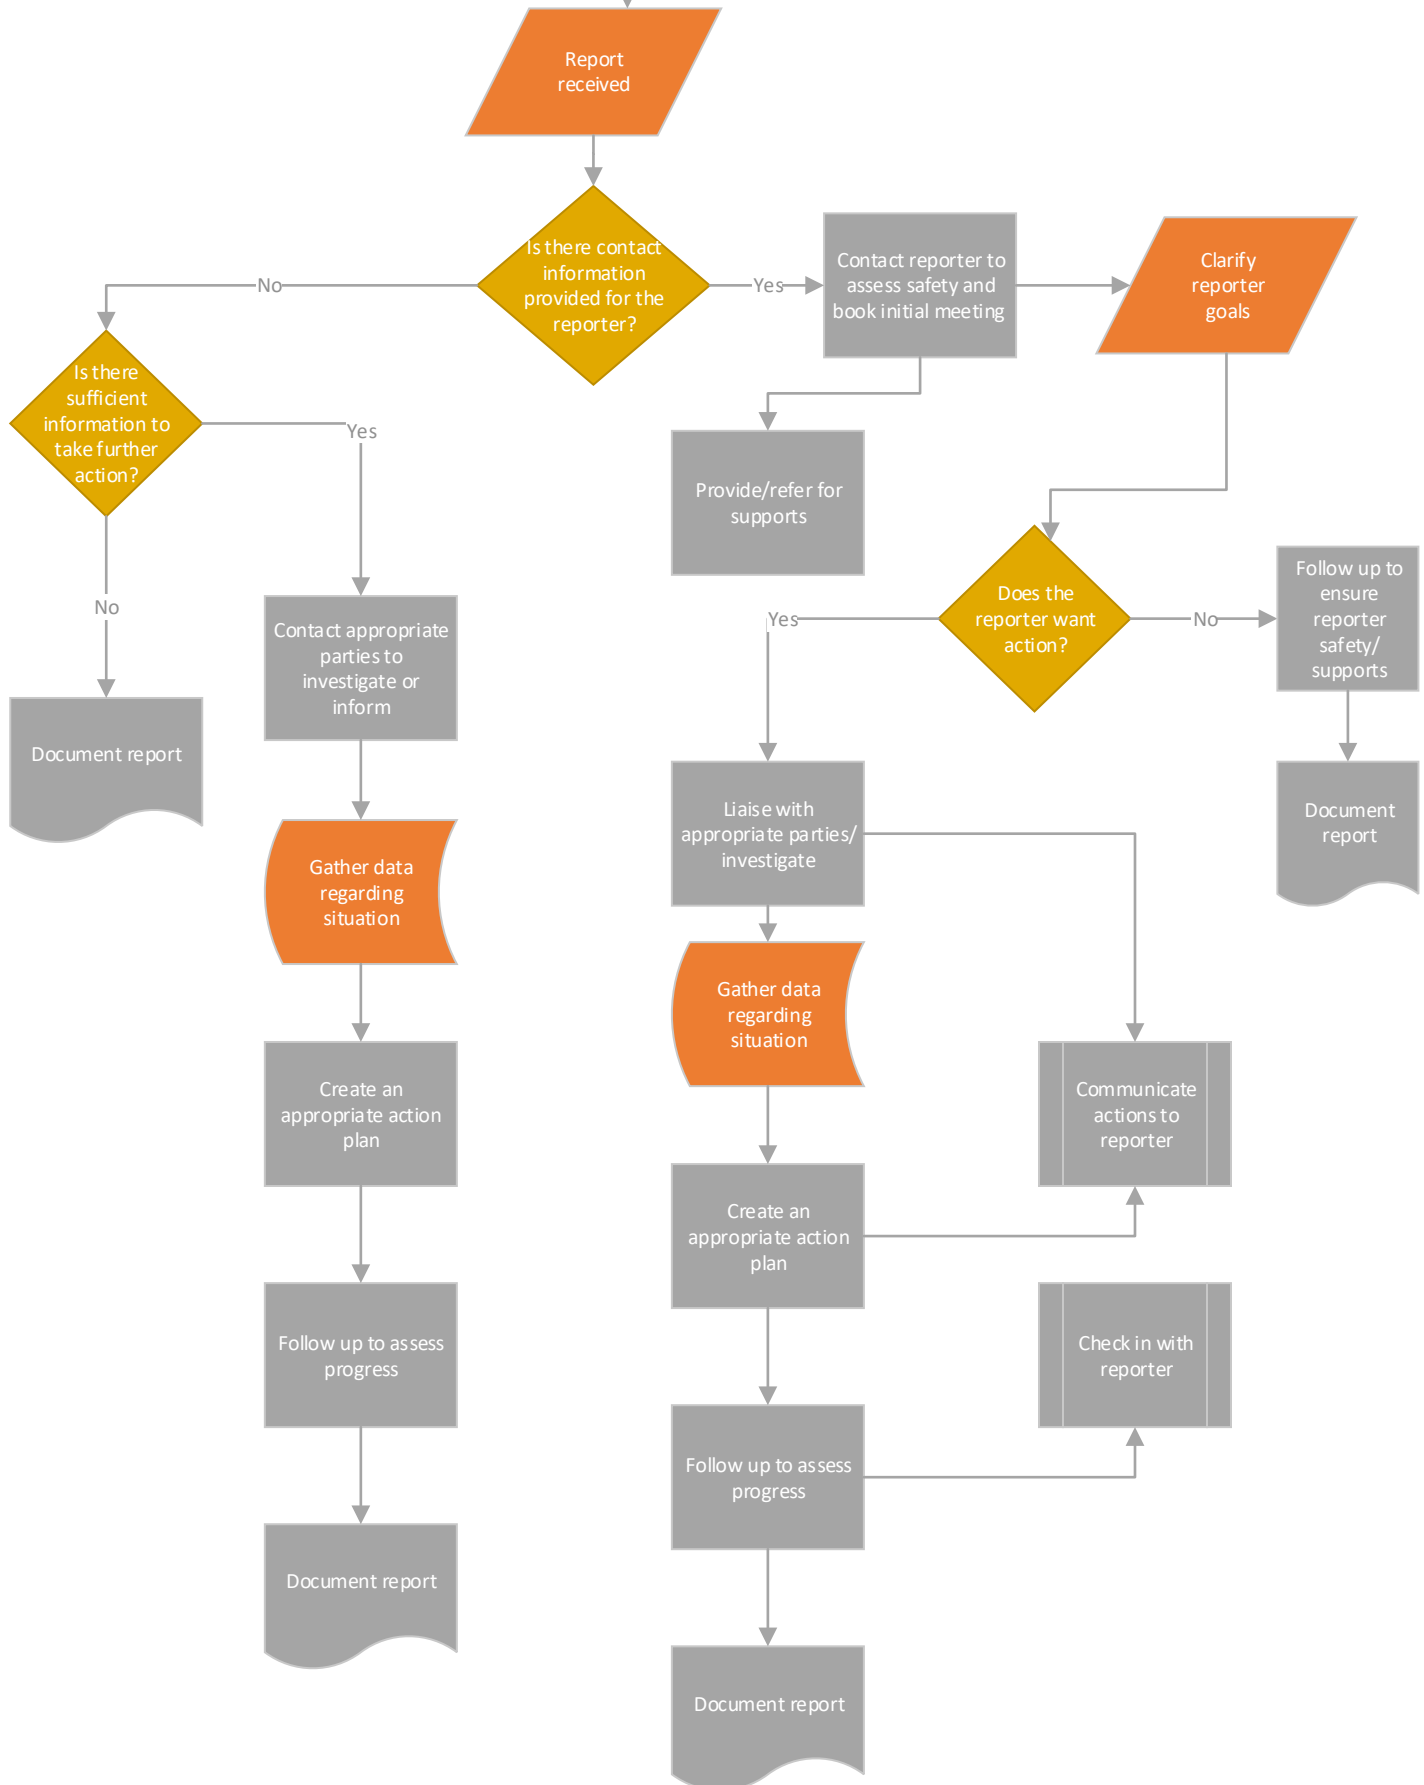 Report
received
Is there contact
information
provided for the
reporter?
No
Yes
Contact reporter to
assess safety and
book initial meeting
Clarify
reporter
goals
Is there
sufficient
information to
take further
action?
Yes
No
Provide/refer for
supports
Does the
reporter want
action?
Yes
No
Follow up to
ensure
reporter
safety/
supports
Contact appropriate
parties to
investigate or
inform
Document report
Liaise with
appropriate parties/
investigate
Document
report
Gather data
regarding
situation
Gather data
regarding
situation
Create an
appropriate action
plan
Communicate
actions to
reporter
Create an
appropriate action
plan
Follow up to assess
progress
Check in with
reporter
Follow up to assess
progress
Document report
Document report